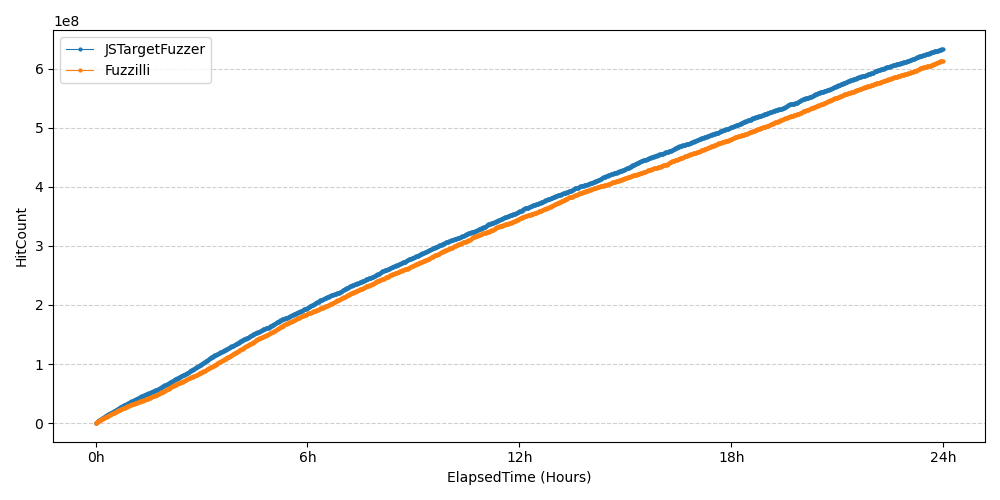 1e8
JSTargetFuzzer
Fuzzilli
HitCount
6
5
4
3
2
1
0
0h
6h
12h
18h
24h
ElapsedTime (Hours)